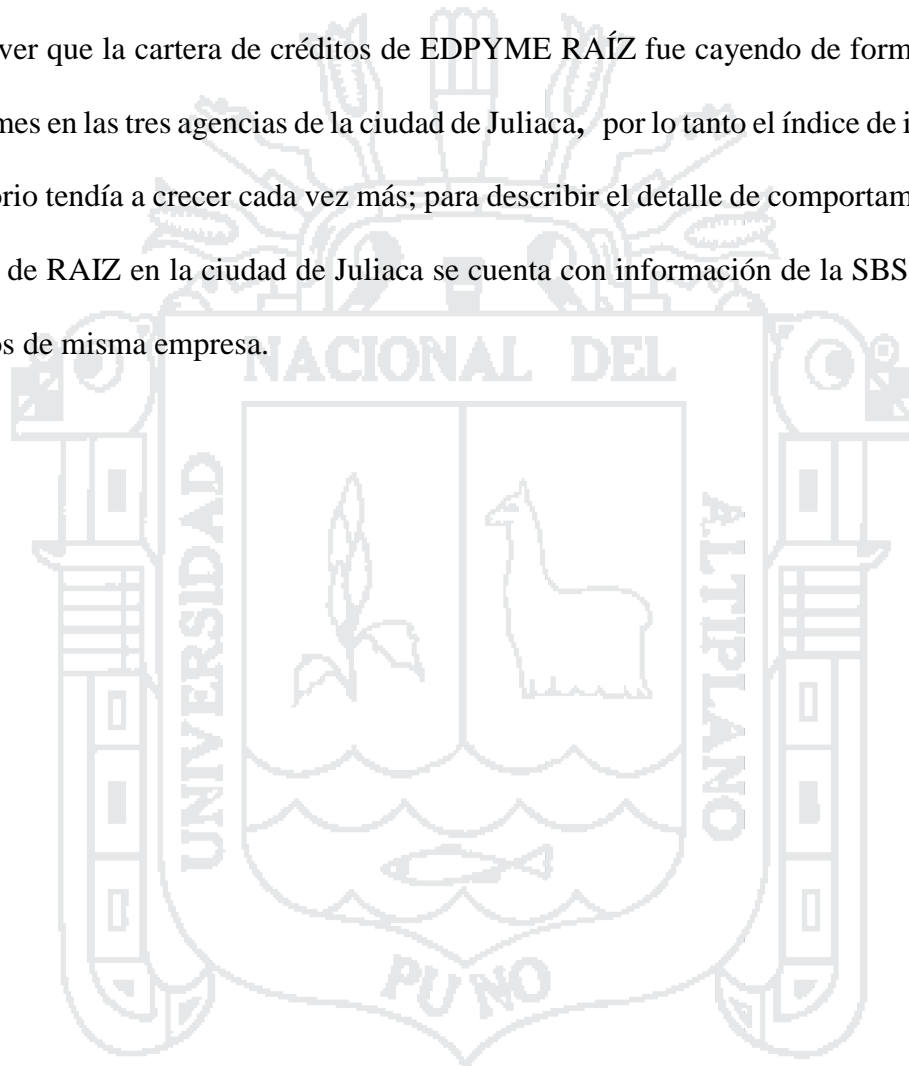 ver que la cartera de créditos de EDPYME RAÍZ fue cayendo de form
mes en las tres agencias de la ciudad de Juliaca, por lo tanto el índice de i
rio tendía a crecer cada vez más; para describir el detalle de comportam
de RAIZ en la ciudad de Juliaca se cuenta con información de la SBS
os de misma empresa.
NACIONAL DEL
UNIVERSIDAD
ALTIPLANO
PUNO